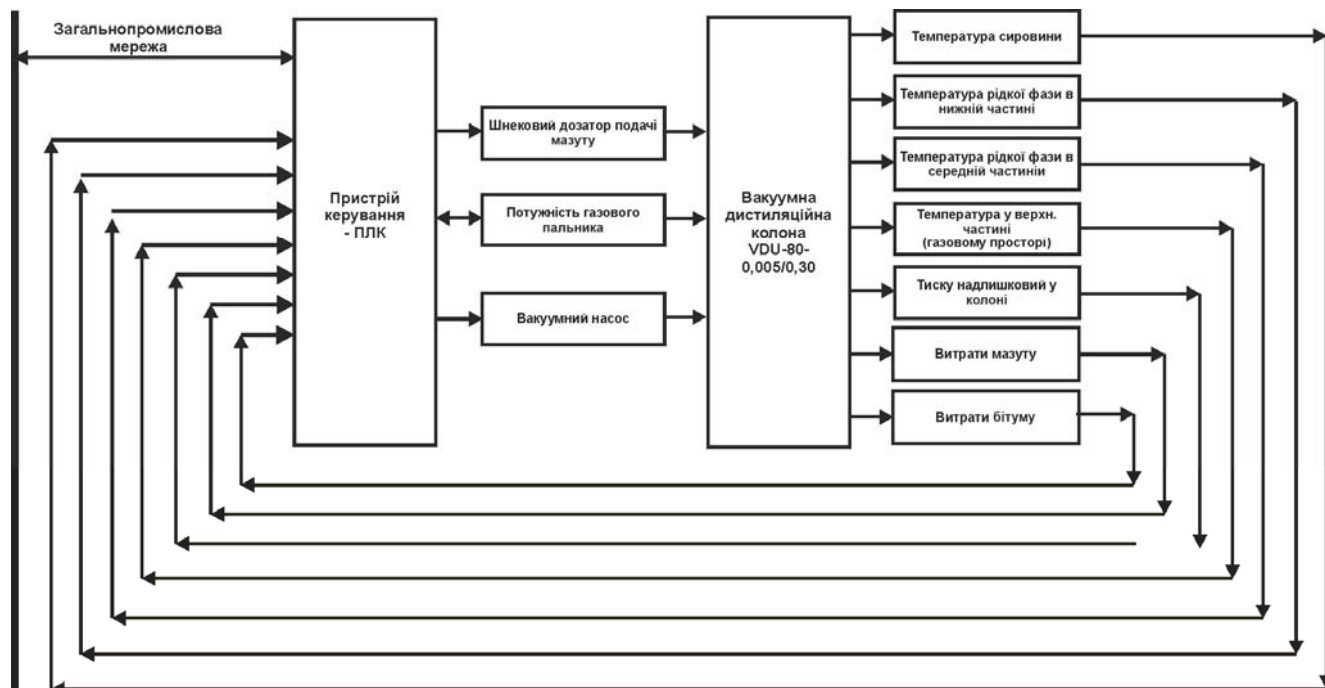 Загальнопромислова
мережа
Пристрій
керування
- ПЛК
Шнековий дозатор подачі
мазуту
Потужність газового
пальника
Вакуумний насос
Вакуумна
дистиляційна
колона
VDU-80-
0,005/0,30
Температура сировини
Температура рідкої фази в
нижній частині
Температура рідкої фази в
середній частиніи
Температура у верхн.
частині
(газовому просторі)
Тиску надлишковий у
колоні
Витрати мазуту
Витрати бітуму